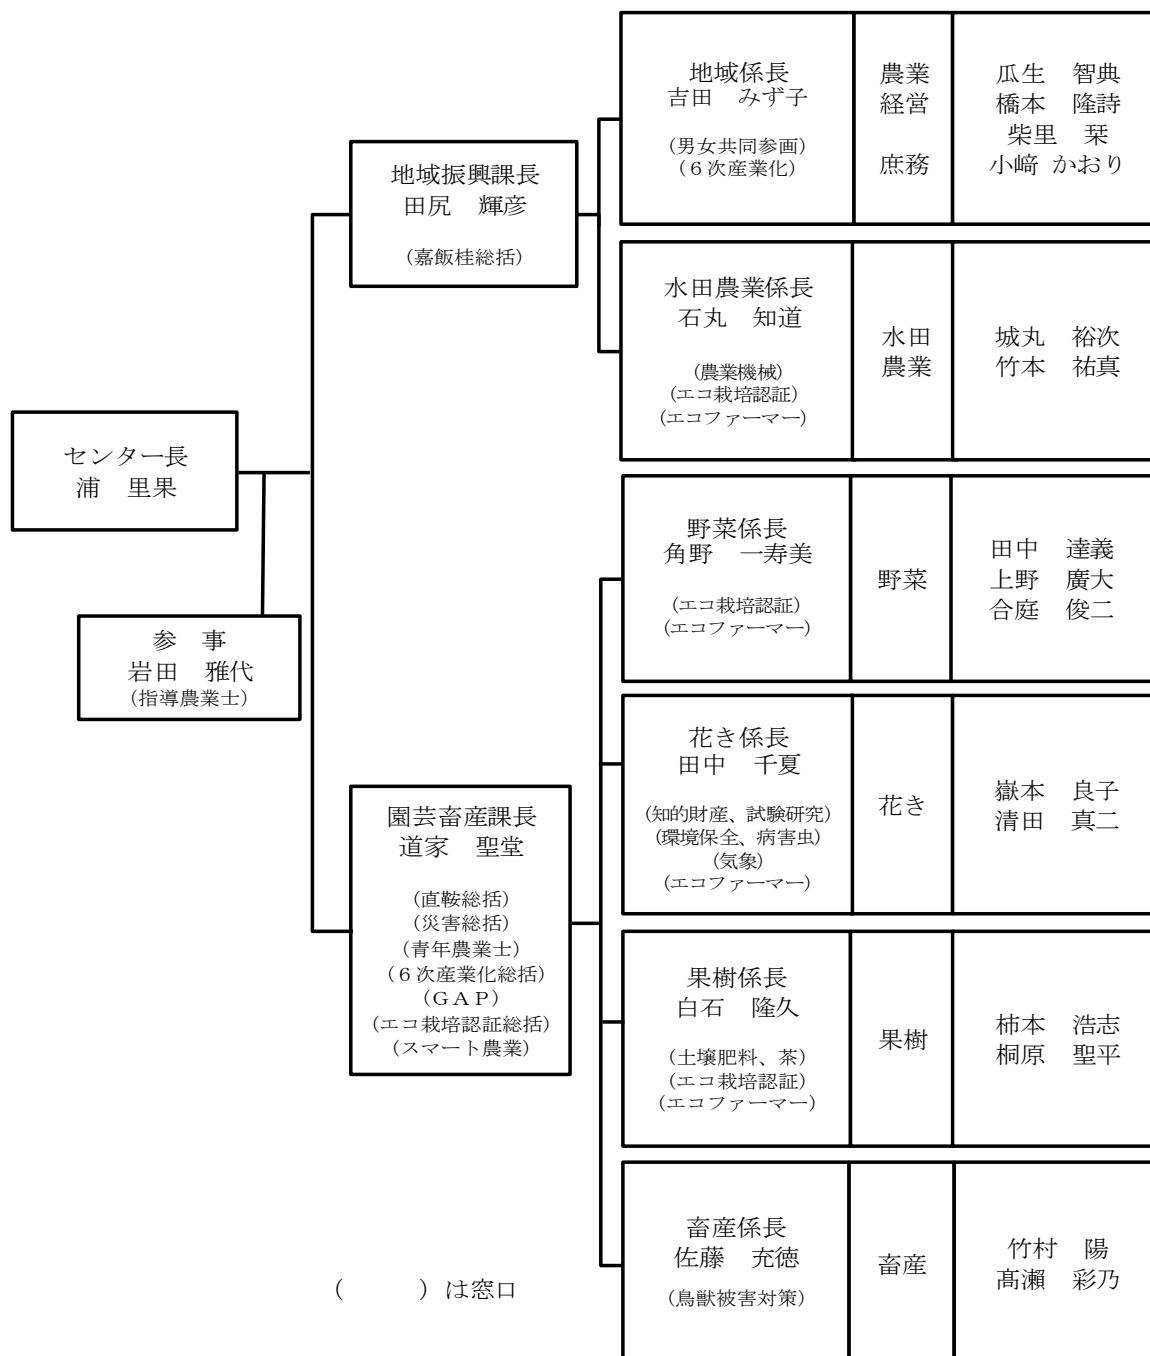 センター長
浦　里果
参　事
岩田　雅代
（指導農業士）
地域振興課長
田尻　輝彦
（嘉飯桂総括）
地域係長
吉田　みず子
（男女共同参画）
（６次産業化）
農業
経営
庶務
瓜生　智典
橋本　隆詩
柴里　栞
小﨑 かおり
水田農業係長
石丸　知道
（農業機械）
（エコ栽培認証）
（エコファーマー）
水田
農業
城丸　裕次
竹本　祐真
園芸畜産課長
道家　聖堂
（直鞍総括）
（災害総括）
（青年農業士）
（６次産業化総括）
（ＧＡＰ）
（エコ栽培認証総括）
（スマート農業）
野菜係長
角野　一寿美
（エコ栽培認証）
（エコファーマー）
野菜
田中　達義
上野　廣大
合庭　俊二
花き係長
田中　千夏
（知的財産、試験研究）
（環境保全、病害虫）
（気象）
（エコファーマー）
花き
嶽本　良子
清田　真二
果樹係長
白石　隆久
（土壌肥料、茶）
（エコ栽培認証）
（エコファーマー）
果樹
柿本　浩志
桐原　聖平
畜産係長
佐藤　充徳
（鳥獣被害対策）
畜産
竹村　陽
髙瀬　彩乃
（　　　）は窓口